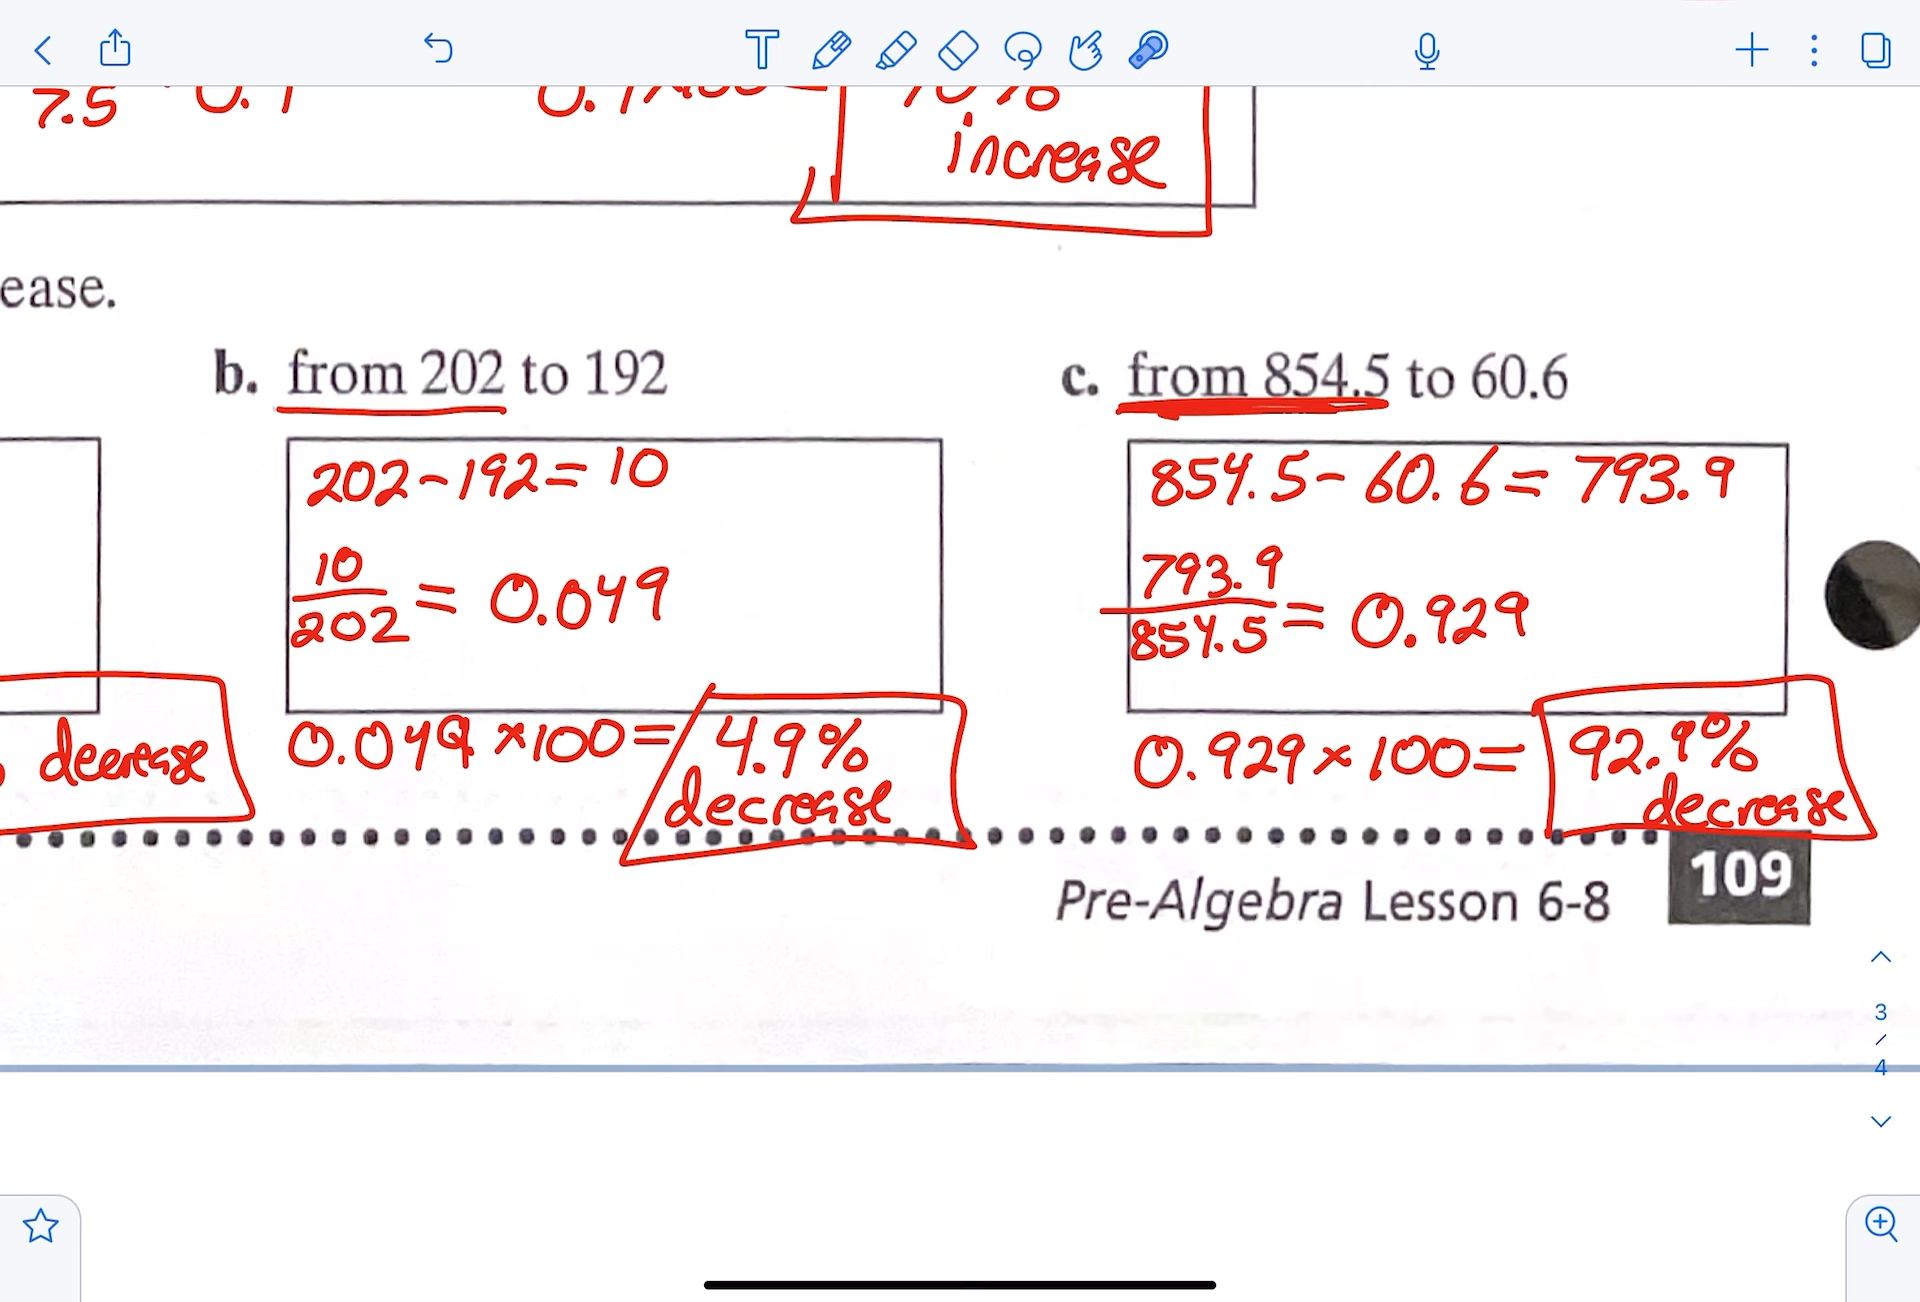 7.5 0.1
increase
ease.
b. from 202 to 192
202-192= 10
10
202 = 0.049
0.049 ×100= 4.9%
decrease
c. from 854.5 to 60.6
854.5- 60.6= 793.9
793.9
854.5 = 0.929
0.929×100= 92.9%
decrease
decrease
Pre-Algebra Lesson 6-8 109
3
/
4